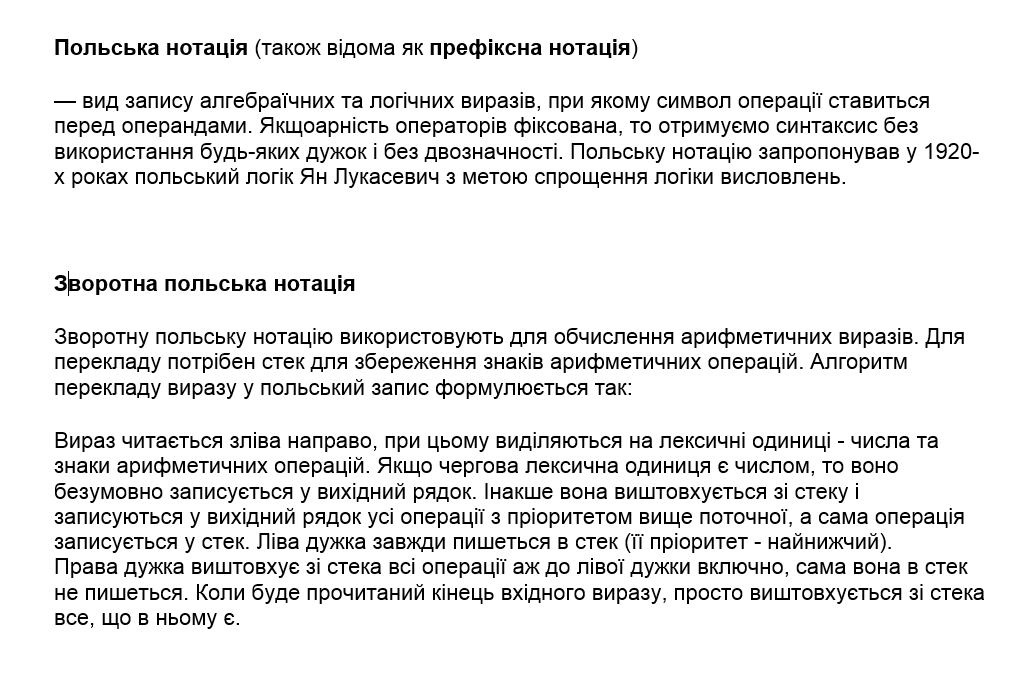 Польська нотація (також відома як префіксна нотація)
— вид запису алгебраїчних та логічних виразів, при якому символ операції ставиться
перед операндами. Якщоарність операторів фіксована, то отримуємо синтаксис без
використання будь-яких дужок і без двозначності. Польську нотацію запропонував у 1920-
х роках польський логік Ян Лукасевич з метою спрощення логіки висловлень.
Зворотна польська нотація
Зворотну польську нотацію використовують для обчислення арифметичних виразів. Для
перекладу потрібен стек для збереження знаків арифметичних операцій. Алгоритм
перекладу виразу у польський запис формулюється так:
Вираз читається зліва направо, при цьому виділяються на лексичні одиниці - числа та
знаки арифметичних операцій. Якщо чергова лексична одиниця є числом, то воно
безумовно записується у вихідний рядок. Інакше вона виштовхується зі стеку і
записуються у вихідний рядок усі операції з пріоритетом вище поточної, а сама операція
записується у стек. Ліва дужка завжди пишеться в стек (її пріоритет - найнижчий).
Права дужка виштовхує зі стека всі операції аж до лівої дужки включно, сама вона в стек
не пишеться. Коли буде прочитаний кінець вхідного виразу, просто виштовхується зі стека
все, що в ньому є.